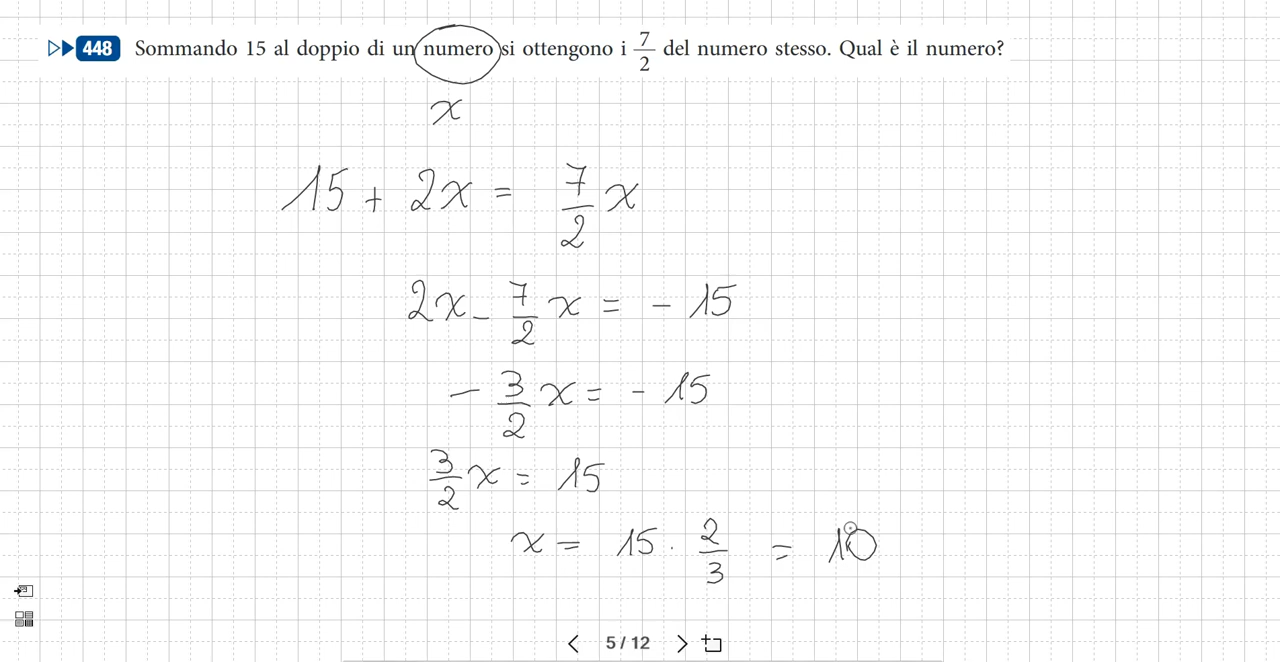 448 Sommando 15 al doppio di un numero si ottengono i 7/2 del numero stesso. Qual è il numero?
x
15 + 2x = 7/2 x
2x - 7/2 x = - 15
- 3/2 x = - 15
3/2 x = 15
x = 15 · 2/3 = 10
5 / 12